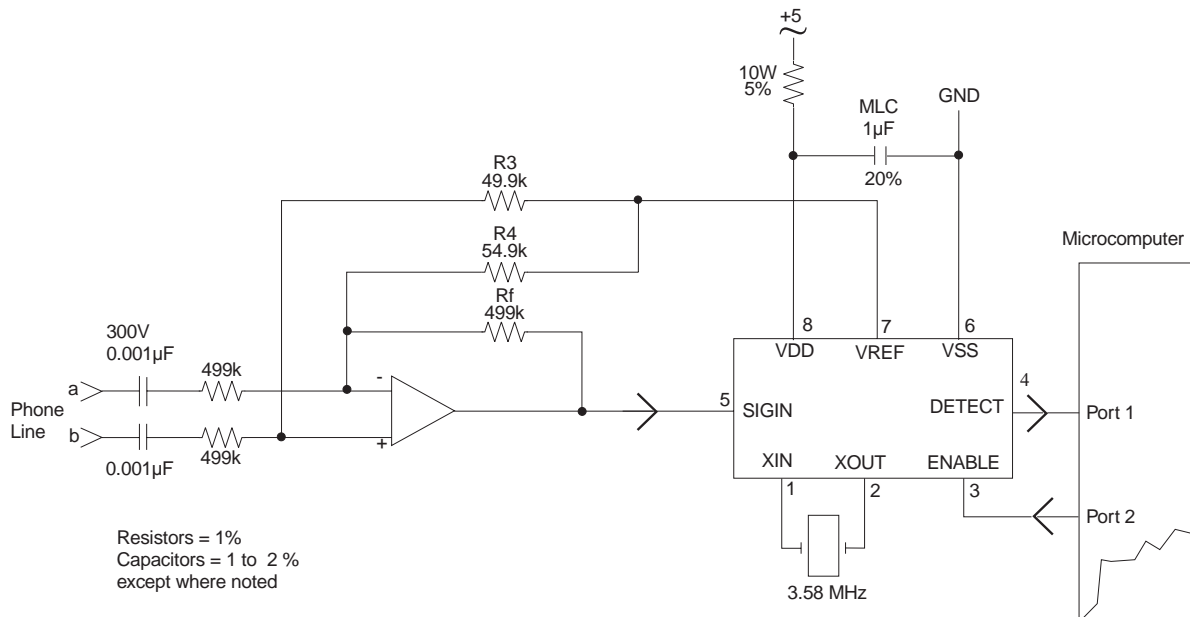 +5
10W
5%
MLC
1µF
20%
GND
R3
49.9k
R4
54.9k
Rf
499k
Microcomputer
300V
0.001µF
499k
a
Phone
Line
b
0.001µF
499k
-
+
8
7
6
VDD
VREF
VSS
5
SIGIN
DETECT
4
Port 1
XIN
XOUT
ENABLE
1
2
3
Port 2
3.58 MHz
Resistors = 1%
Capacitors = 1 to 2 %
except where noted